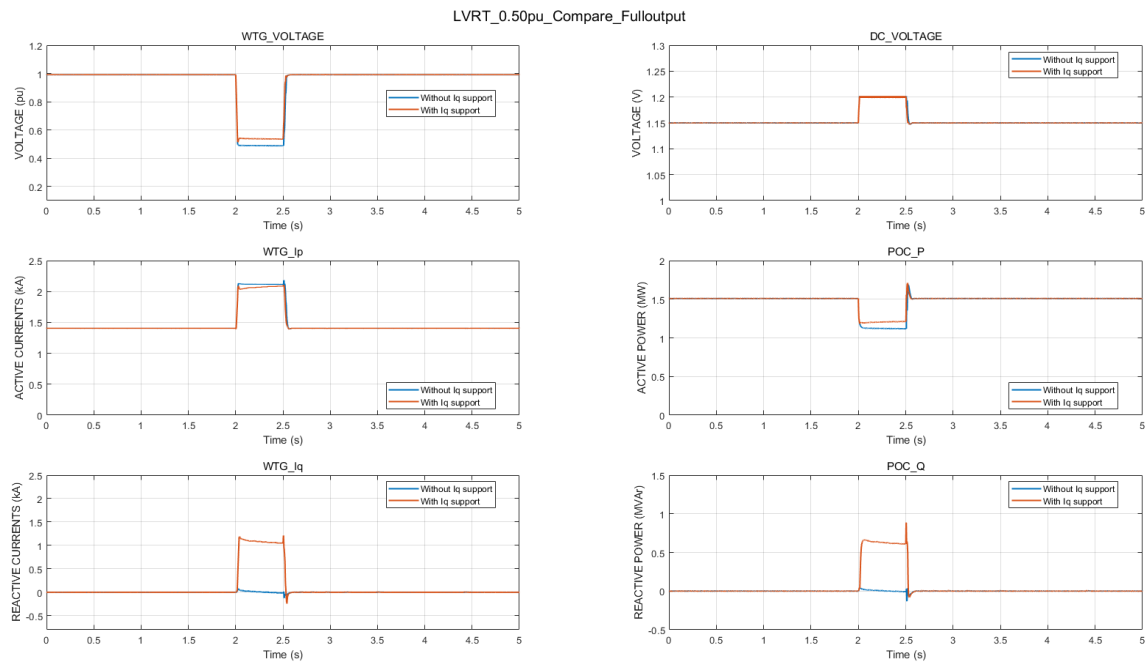 LVRT_0.50pu_Compare_Fulloutput
WTG_VOLTAGE
VOLTAGE (pu)
1.2
1
0.8
0.6
0.4
0.2
Without Iq support
With Iq support
0 0.5 1 1.5 2 2.5 3 3.5 4 4.5 5
Time (s)
DC_VOLTAGE
VOLTAGE (V)
1.3
1.25
1.2
1.15
1.1
1.05
1
Without Iq support
With Iq support
0 0.5 1 1.5 2 2.5 3 3.5 4 4.5 5
Time (s)
WTG_Ip
ACTIVE CURRENTS (kA)
2.5
2
1.5
1
0.5
0
Without Iq support
With Iq support
0 0.5 1 1.5 2 2.5 3 3.5 4 4.5 5
Time (s)
POC_P
ACTIVE POWER (MW)
2
1.5
1
0.5
0
Without Iq support
With Iq support
0 0.5 1 1.5 2 2.5 3 3.5 4 4.5 5
Time (s)
WTG_Iq
REACTIVE CURRENTS (kA)
2.5
2
1.5
1
0.5
0
-0.5
Without Iq support
With Iq support
0 0.5 1 1.5 2 2.5 3 3.5 4 4.5 5
Time (s)
POC_Q
REACTIVE POWER (MVAr)
1.5
1
0.5
0
-0.5
Without Iq support
With Iq support
0 0.5 1 1.5 2 2.5 3 3.5 4 4.5 5
Time (s)